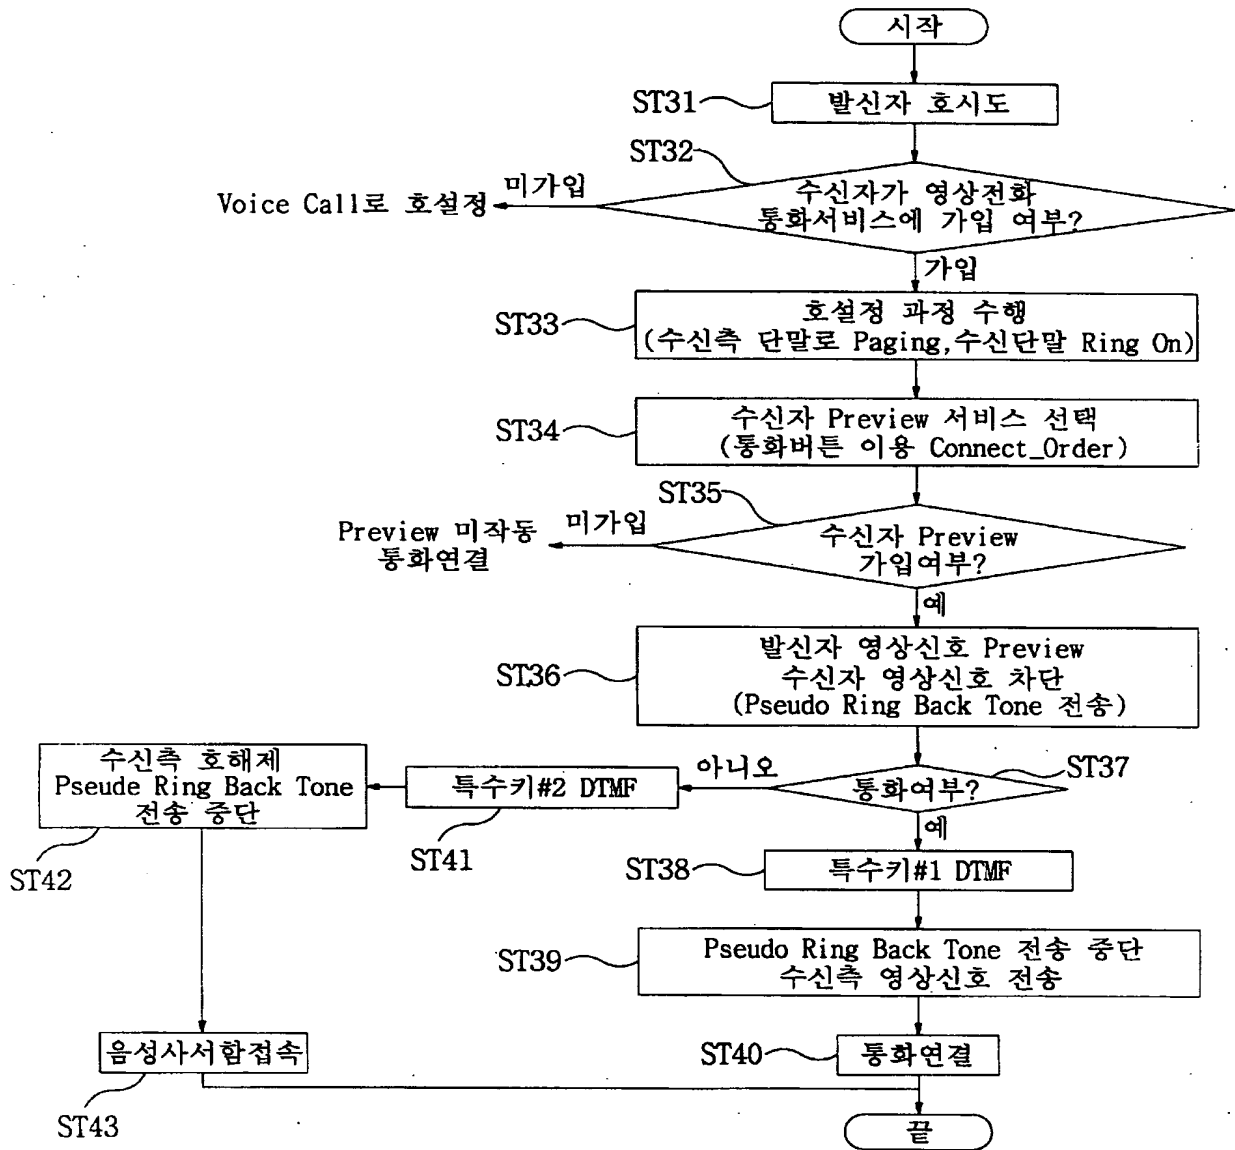 시작
ST31
발신자 호시도
ST32
수신자가 영상전화
통화서비스에 가입 여부?
미가입
Voice Call로 호설정
가입
ST33
호설정 과정 수행
(수신측 단말로 Paging,수신단말 Ring On)
ST34
수신자 Preview 서비스 선택
(통화버튼 이용 Connect_Order)
ST35
수신자 Preview
가입여부?
미가입
Preview 미작동
통화연결
예
ST36
발신자 영상신호 Preview
수신자 영상신호 차단
(Pseudo Ring Back Tone 전송)
ST37
통화여부?
아니오
특수키#2 DTMF
ST41
수신측 호해제
Pseude Ring Back Tone
전송 중단
ST42
예
ST38
특수키#1 DTMF
ST39
Pseudo Ring Back Tone 전송 중단
수신측 영상신호 전송
음성사서함접속
ST43
ST40
통화연결
끝